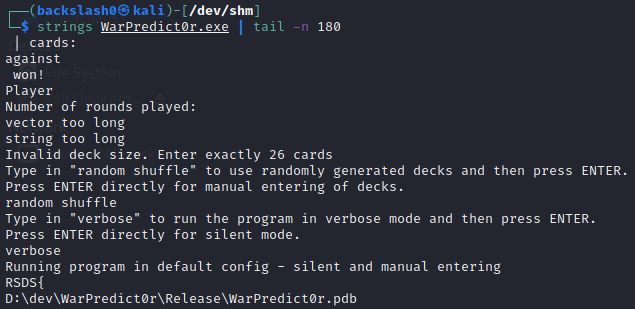 ┌──(backslash0㉿kali)-[/dev/shm]
└─$ strings WarPredict0r.exe | tail -n 180
 | cards:
against
 won!
Player
Number of rounds played:
vector too long
string too long
Invalid deck size. Enter exactly 26 cards
Type in "random shuffle" to use randomly generated decks and then press ENTER.
Press ENTER directly for manual entering of decks.
random shuffle
Type in "verbose" to run the program in verbose mode and then press ENTER.
Press ENTER directly for silent mode.
verbose
Running program in default config - silent and manual entering
RSDS{
D:\dev\WarPredict0r\Release\WarPredict0r.pdb